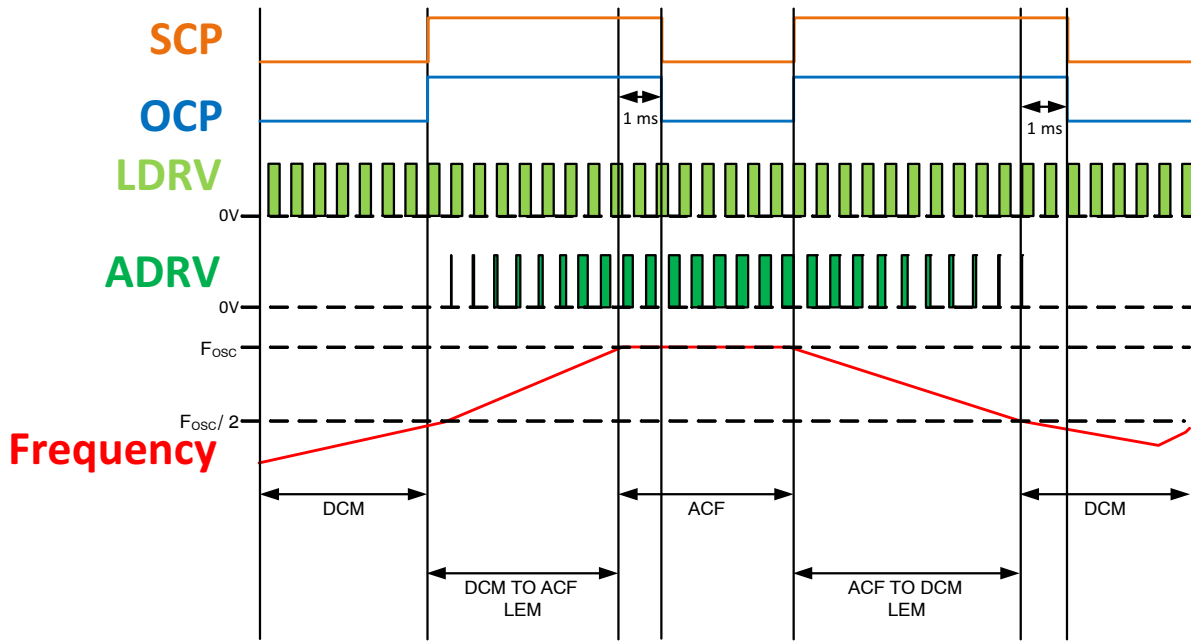 SCP
OCP
1 ms
1 ms
LDRV
0V
ADRV
0V
FOSC
FOSC/ 2
Frequency
DCM
ACF
DCM
DCM TO ACF
LEM
ACF TO DCM
LEM